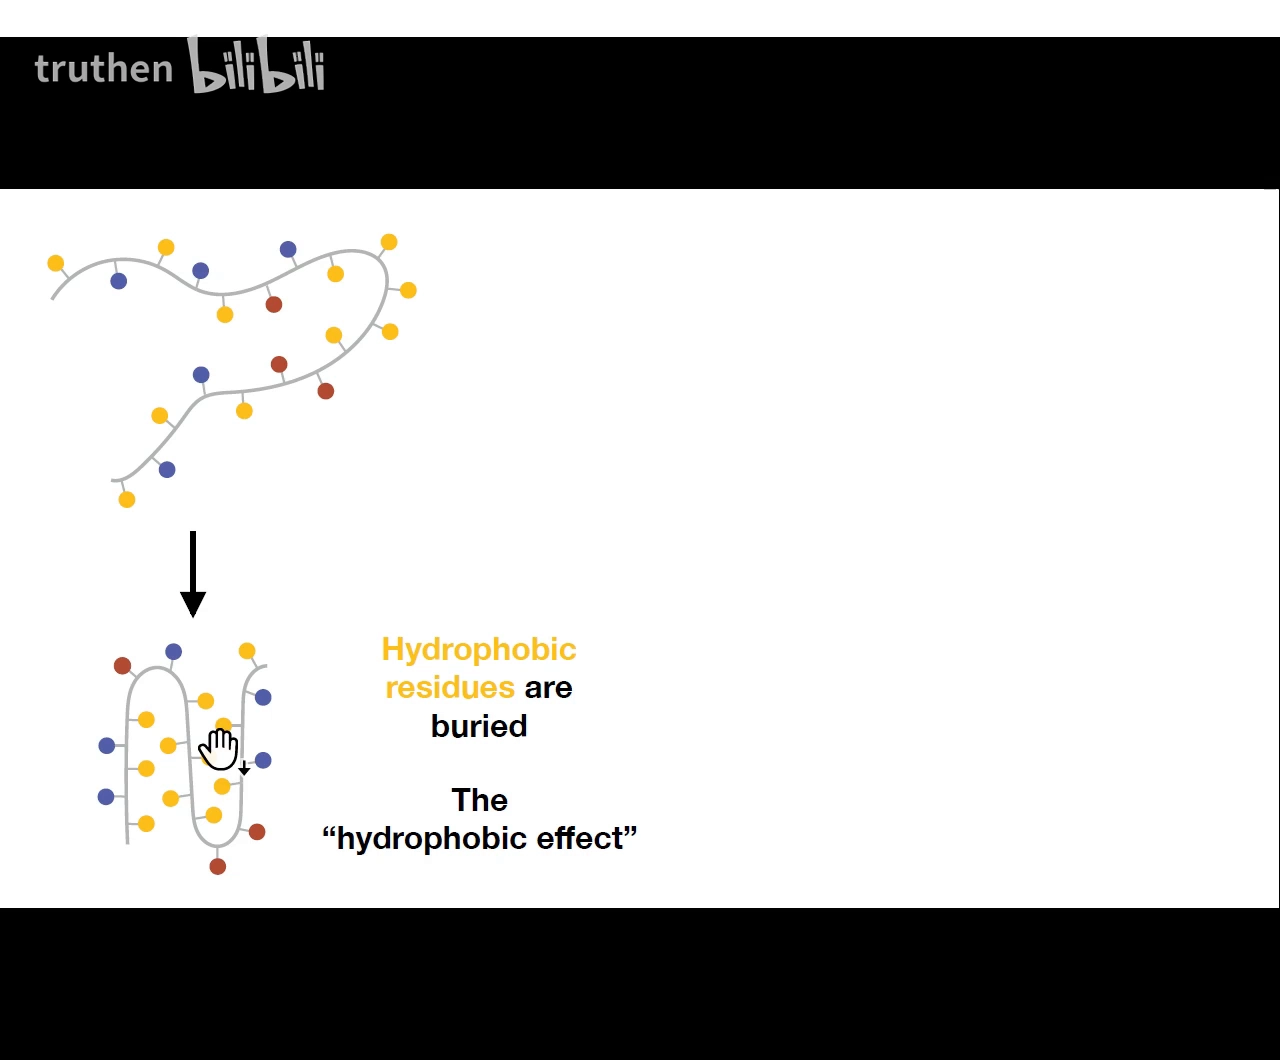 truthen bilibili
Hydrophobic
residues are
buried
The
“hydrophobic effect”